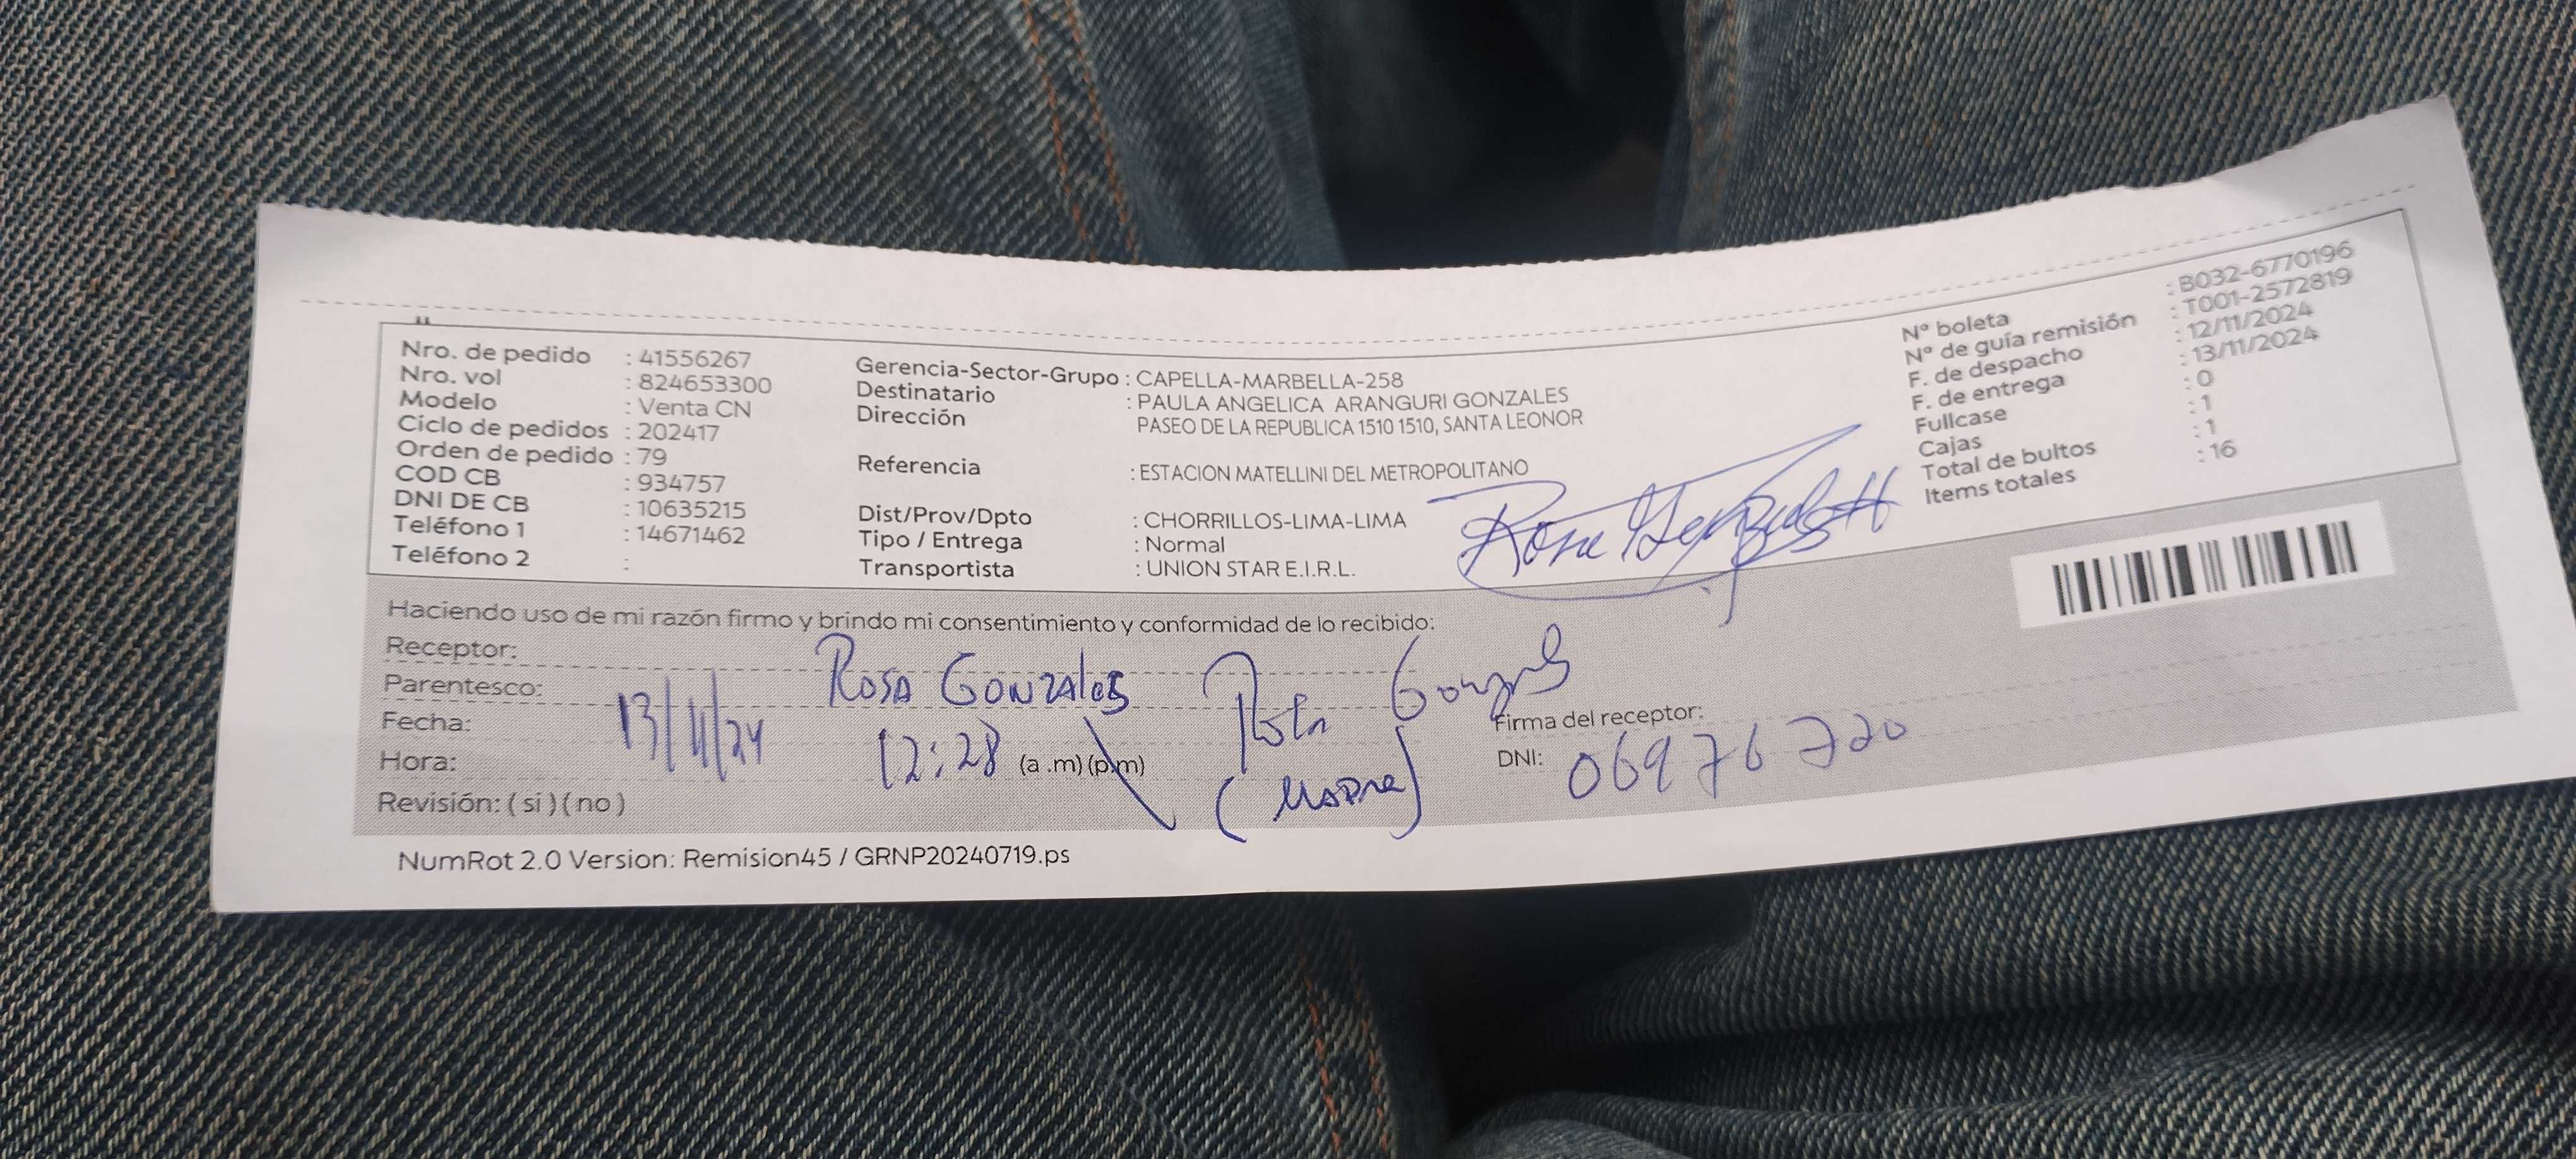 Nro. de pedido : 41556267
Nro. vol : 824653300
Modelo : Venta CN
Ciclo de pedidos : 202417
Orden de pedido : 79
COD CB : 934757
DNI DE CB : 10635215
Teléfono 1 : 14671462
Teléfono 2 :
Gerencia-Sector-Grupo : CAPELLA-MARBELLA-258
Destinatario : PAULA ANGELICA ARANGURI GONZALES
Dirección PASEO DE LA REPUBLICA 1510 1510, SANTA LEONOR
Referencia : ESTACION MATELLINI DEL METROPOLITANO
Dist/Prov/Dpto : CHORRILLOS-LIMA-LIMA
Tipo / Entrega : Normal
Transportista : UNION STAR E.I.R.L.
N° boleta : B032-6770196
N° de guía remisión : T001-2572819
F. de despacho : 12/11/2024
F. de entrega : 13/11/2024
Fullcase : 0
Cajas : 1
Total de bultos : 1
Items totales : 16
Rosa Gonzales H
Haciendo uso de mi razón firmo y brindo mi consentimiento y conformidad de lo recibido:
Receptor: ROSA GONZALES
Parentesco: (MADRE)
Fecha: 13/11/24
Hora: 12:28 (a .m) (p.m)
Revisión: ( si ) ( no )
Rosa Gonzales
Firma del receptor:
DNI: 06976720
NumRot 2.0 Version: Remision45 / GRNP20240719.ps